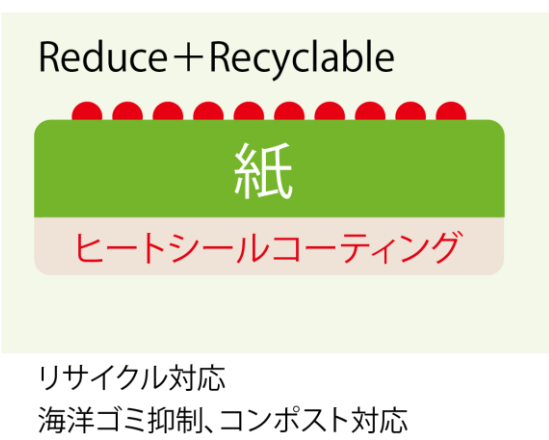 Reduce＋Recyclable
紙
ヒートシールコーティング
リサイクル対応
海洋ゴミ抑制、コンポスト対応